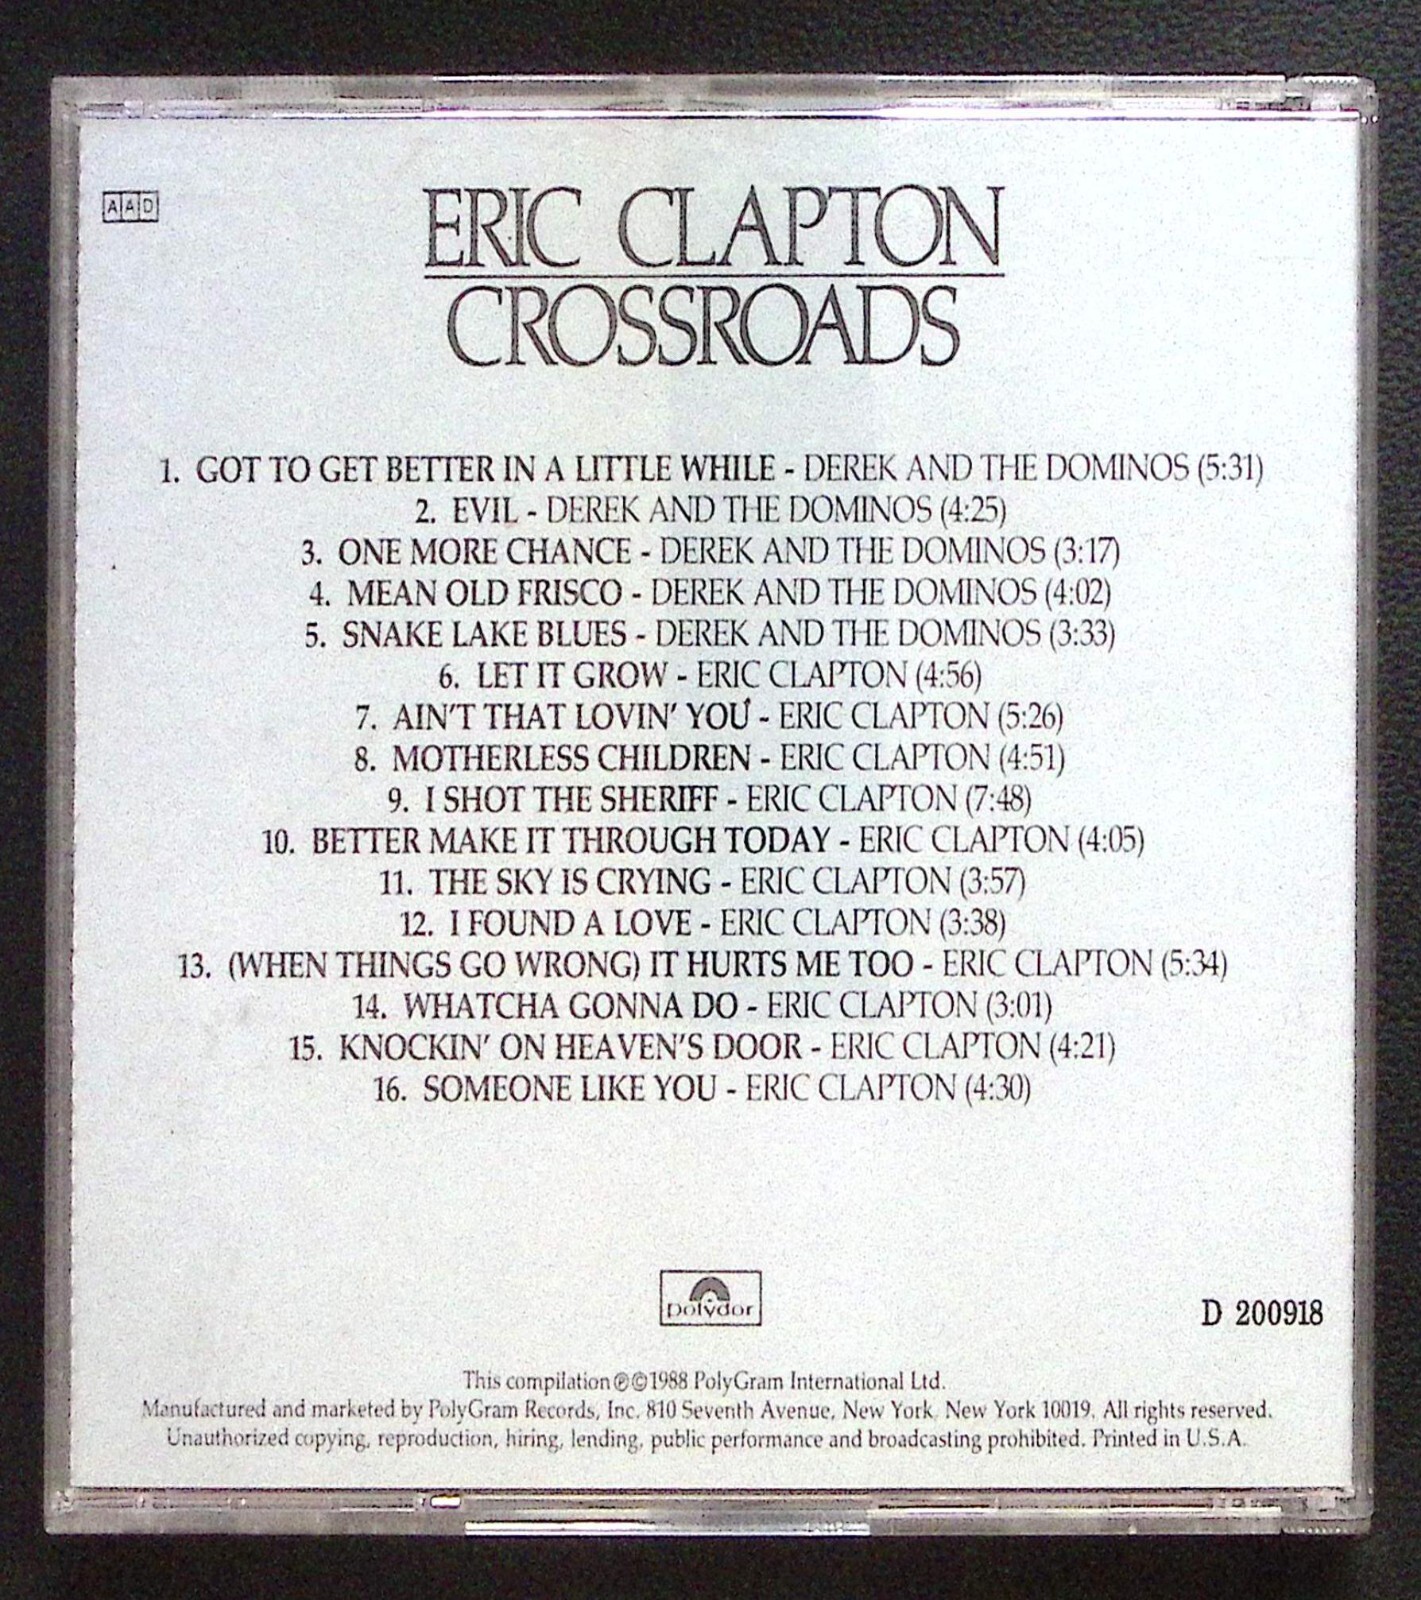 AAD
ERIC CLAPTON
CROSSROADS
1. GOT TO GET BETTER IN A LITTLE WHILE - DEREK AND THE DOMINOS (5:31)
2. EVIL - DEREK AND THE DOMINOS (4:25)
3. ONE MORE CHANCE - DEREK AND THE DOMINOS (3:17)
4. MEAN OLD FRISCO - DEREK AND THE DOMINOS (4:02)
5. SNAKE LAKE BLUES - DEREK AND THE DOMINOS (3:33)
6. LET IT GROW - ERIC CLAPTON (4:56)
7. AIN'T THAT LOVIN' YOU - ERIC CLAPTON (5:26)
8. MOTHERLESS CHILDREN - ERIC CLAPTON (4:51)
9. I SHOT THE SHERIFF - ERIC CLAPTON (7:48)
10. BETTER MAKE IT THROUGH TODAY - ERIC CLAPTON (4:05)
11. THE SKY IS CRYING - ERIC CLAPTON (3:57)
12. I FOUND A LOVE - ERIC CLAPTON (3:38)
13. (WHEN THINGS GO WRONG) IT HURTS ME TOO - ERIC CLAPTON (5:34)
14. WHATCHA GONNA DO - ERIC CLAPTON (3:01)
15. KNOCKIN' ON HEAVEN'S DOOR - ERIC CLAPTON (4:21)
16. SOMEONE LIKE YOU - ERIC CLAPTON (4:30)
polydor
D 200918
This compilation ℗©1988 PolyGram International Ltd.
Manufactured and marketed by PolyGram Records, Inc. 810 Seventh Avenue, New York, New York 10019. All rights reserved.
Unauthorized copying, reproduction, hiring, lending, public performance and broadcasting prohibited. Printed in U.S.A.